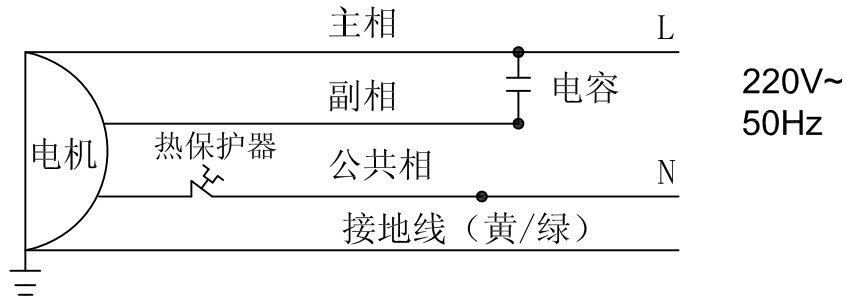 主相
L
副相
电容
220V~
50Hz
电机
热保护器
公共相
N
接地线（黄/绿）